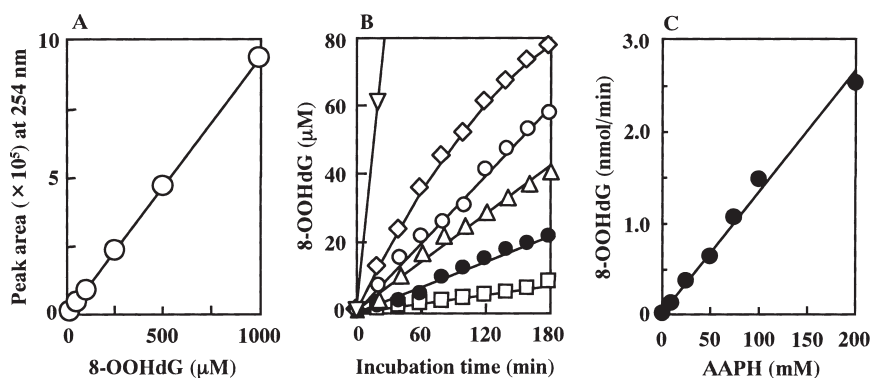 A
Peak area (×10⁵) at 254 nm
10
5
0
0
500
1000
8-OOHdG (μM)
B
8-OOHdG (μM)
80
60
40
20
0
0
60
120
180
Incubation time (min)
C
8-OOHdG (nmol/min)
3.0
2.0
1.0
0
0
50
100
200
AAPH (mM)